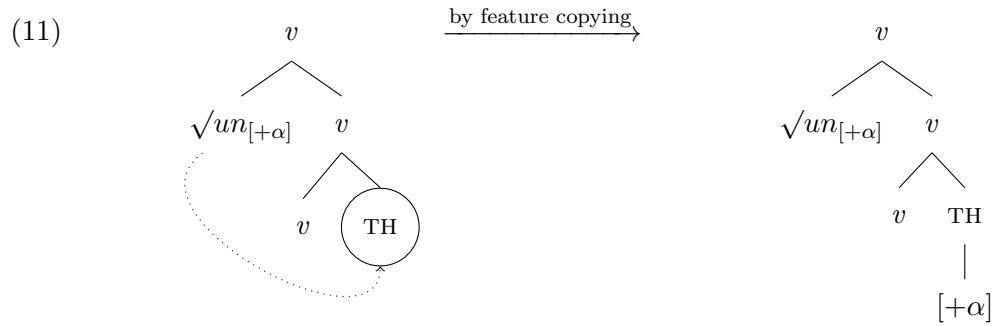 (11) v by feature copying v
√un[+α] v √un[+α] v
v TH v TH
[+α]